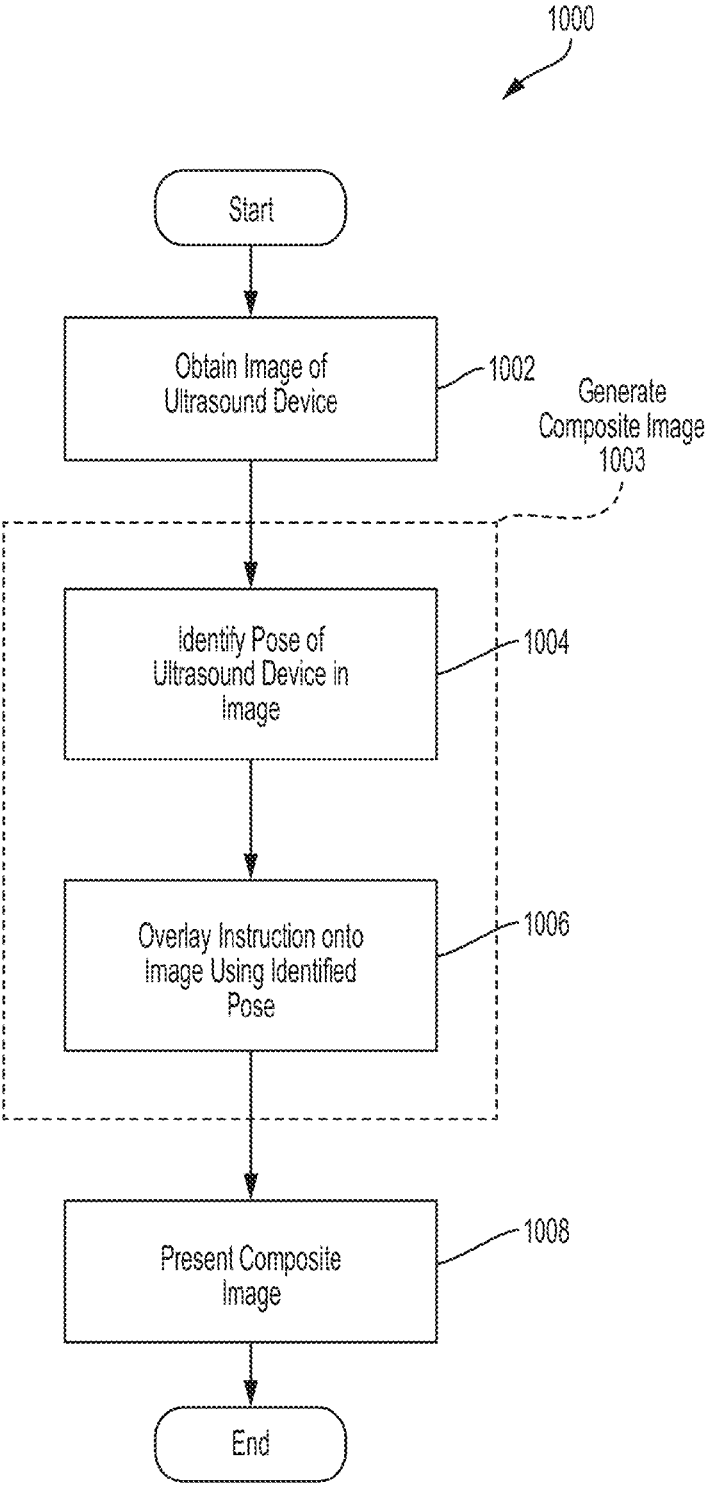 1000
Start
Obtain Image of
Ultrasound Device
1002
Generate
Composite Image
1003
Identify Pose of
Ultrasound Device in
Image
1004
Overlay Instruction onto
Image Using Identified
Pose
1006
Present Composite
Image
1008
End